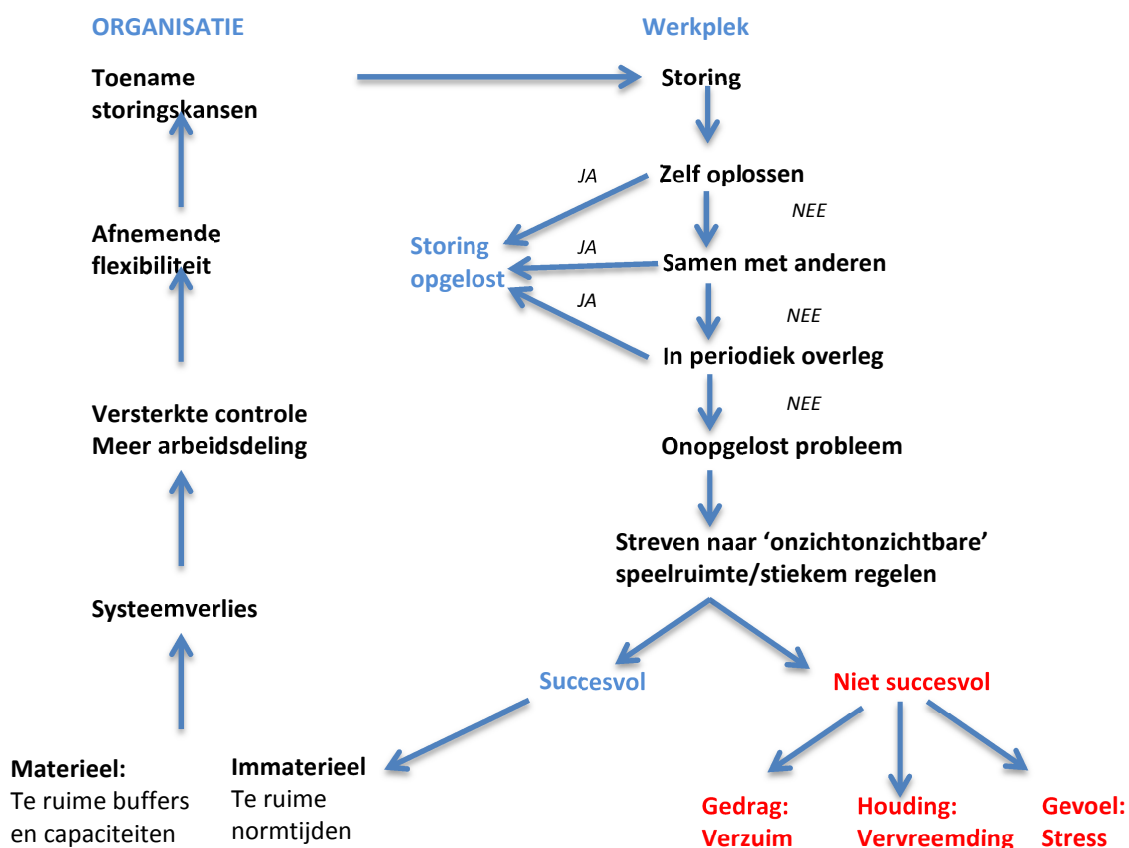 ORGANISATIE
Werkplek
Toename
storingskansen
Storing
Zelf oplossen
JA
NEE
Afnemende
flexibiliteit
Storing
opgelost
JA
Samen met anderen
JA
NEE
In periodiek overleg
NEE
Versterkte controle
Meer arbeidsdeling
Onopgelost probleem
Streven naar ‘onzichtonzichtbare’
speelruimte/stiekem regelen
Systeemverlies
Succesvol
Niet succesvol
Materieel:
Te ruime buffers
en capaciteiten
Immaterieel
Te ruime
normtijden
Gedrag:
Verzuim
Houding:
Vervreemding
Gevoel:
Stress